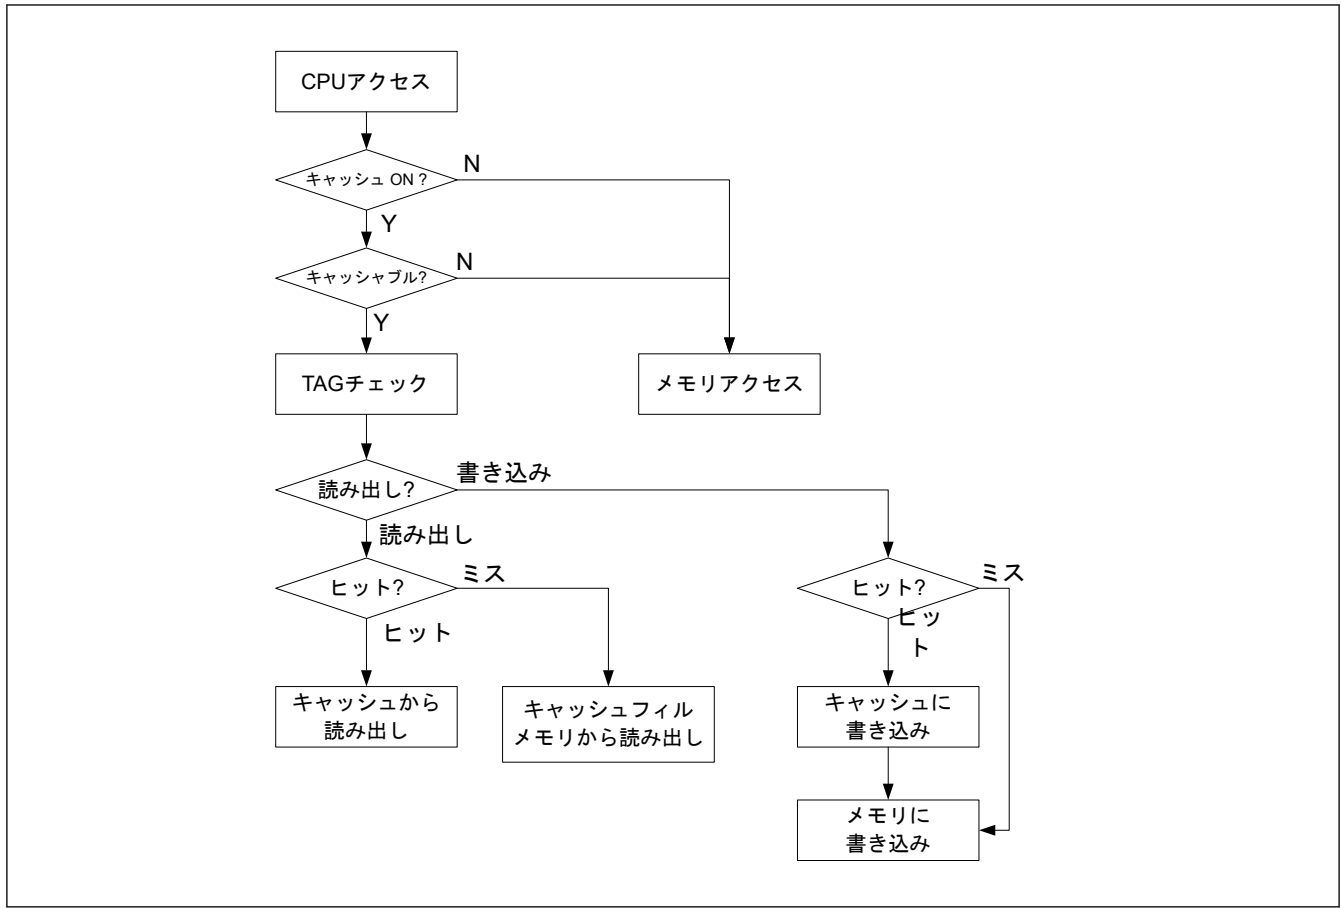 CPUアクセス
キャッシュ ON ?
N
Y
キャッシャブル?
N
Y
TAGチェック
メモリアクセス
読み出し?
書き込み
読み出し
ヒット?
ミス
ヒット
ヒット?
ミス
ヒッ
ト
キャッシュから
読み出し
キャッシュフィル
メモリから読み出し
キャッシュに
書き込み
メモリに
書き込み